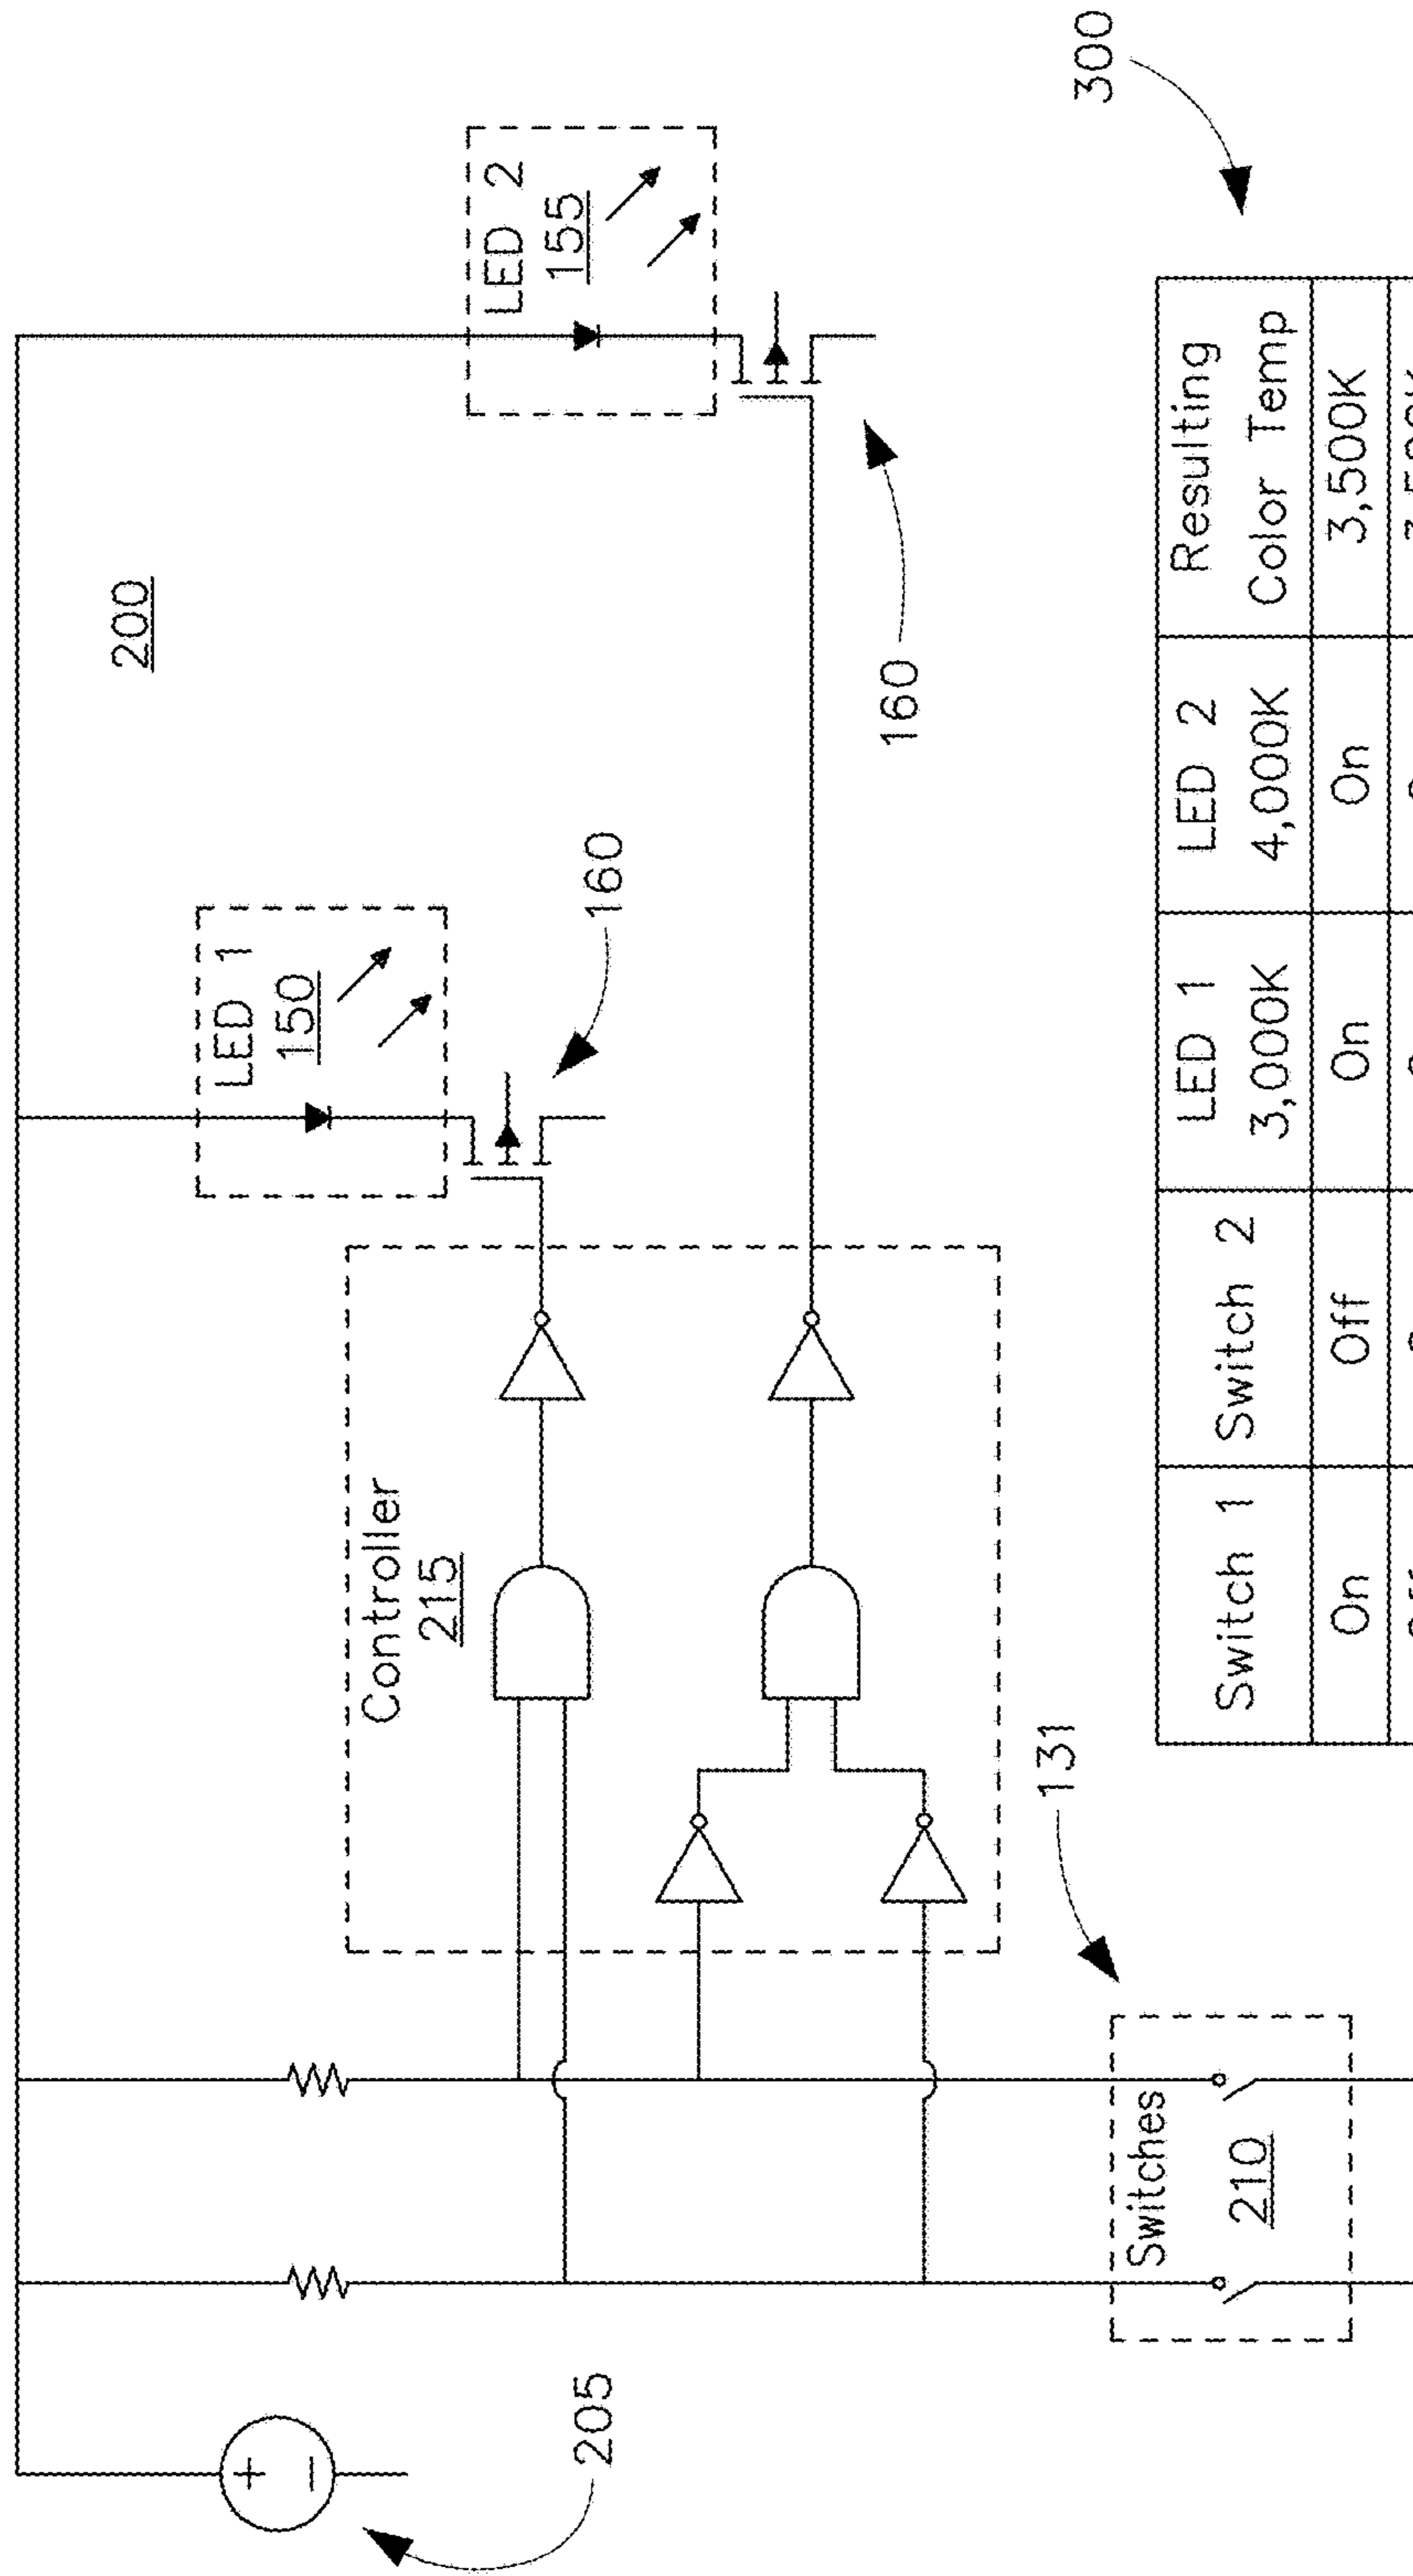 200
LED 1
150
LED 2
155
160
160
Controller
215
205
Switches
210
131
300
Switch 1 Switch 2 LED 1 3,000K LED 2 4,000K Resulting Color Temp
On Off On On 3,500K